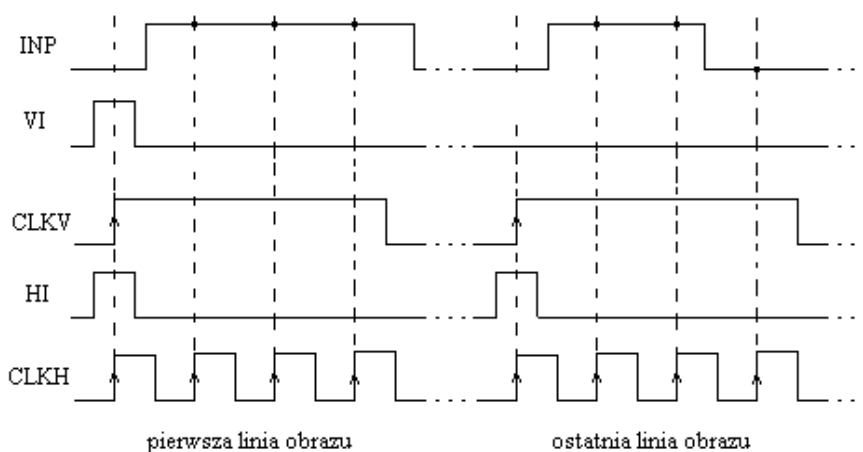 INP
VI
CLKV
HI
CLKH
pierwsza linia obrazu
ostatnia linia obrazu